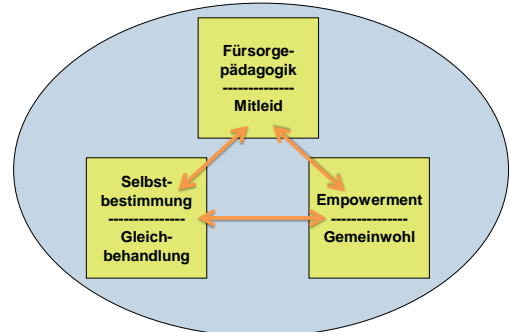 Fürsorge-
pädagogik
--------------
Mitleid
Selbst-
bestimmung
---------------
Gleich-
behandlung
Empowerment
---------------
Gemeinwohl